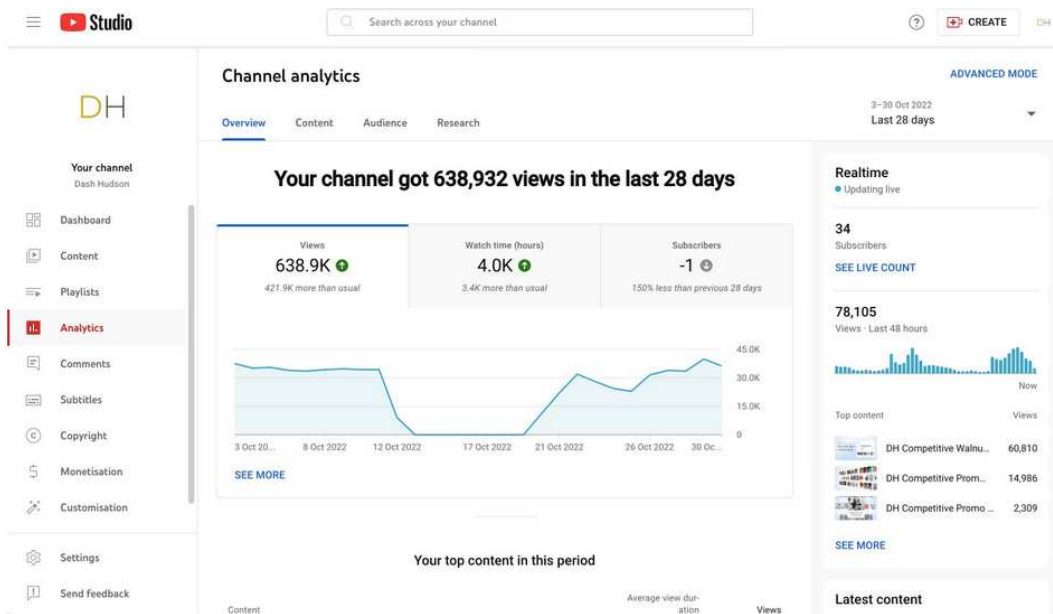 Studio
Search across your channel
CREATE
DH
DH
Your channel
Dash Hudson
Dashboard
Content
Playlists
Analytics
Comments
Subtitles
Copyright
Monetisation
Customisation
Settings
Send feedback
Channel analytics
ADVANCED MODE
Overview
Content
Audience
Research
3–30 Oct 2022
Last 28 days
Your channel got 638,932 views in the last 28 days
Views
638.9K
421.9K more than usual
Watch time (hours)
4.0K
3.4K more than usual
Subscribers
-1
150% less than previous 28 days
45.0K
30.0K
15.0K
0
3 Oct 20...
8 Oct 2022
12 Oct 2022
17 Oct 2022
21 Oct 2022
26 Oct 2022
30 Oc...
SEE MORE
Your top content in this period
Content
Average view dur-
ation
Views
Realtime
Updating live
34
Subscribers
SEE LIVE COUNT
78,105
Views · Last 48 hours
Now
Top content
Views
DH Competitive Walnu... 60,810
DH Competitive Prom... 14,986
DH Competitive Promo ... 2,309
SEE MORE
Latest content